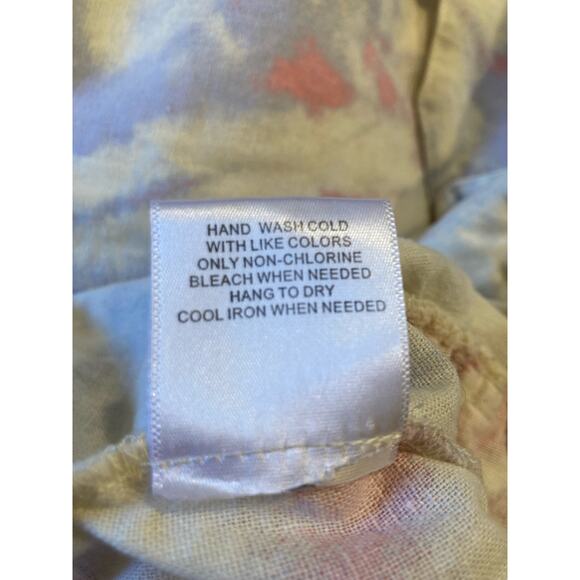 HAND WASH COLD
WITH LIKE COLORS
ONLY NON-CHLORINE
BLEACH WHEN NEEDED
HANG TO DRY
COOL IRON WHEN NEEDED